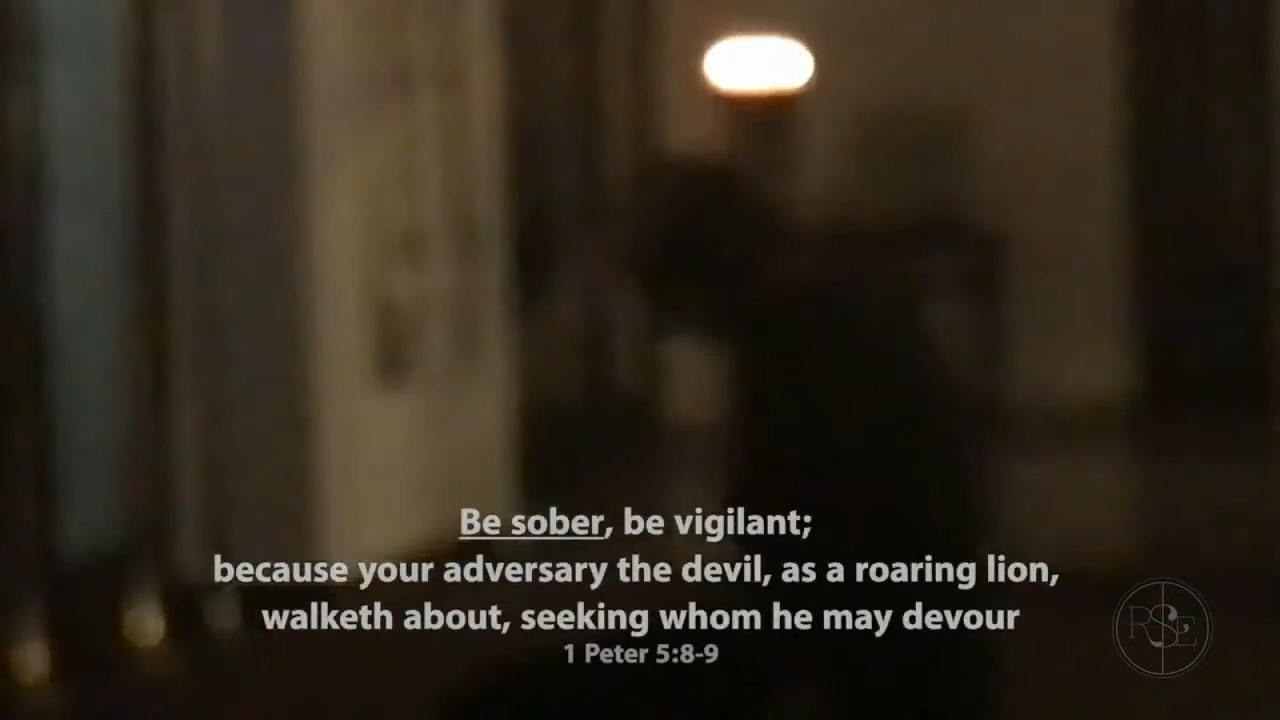 Be sober, be vigilant;
because your adversary the devil, as a roaring lion,
walketh about, seeking whom he may devour
1 Peter 5:8-9
RSE